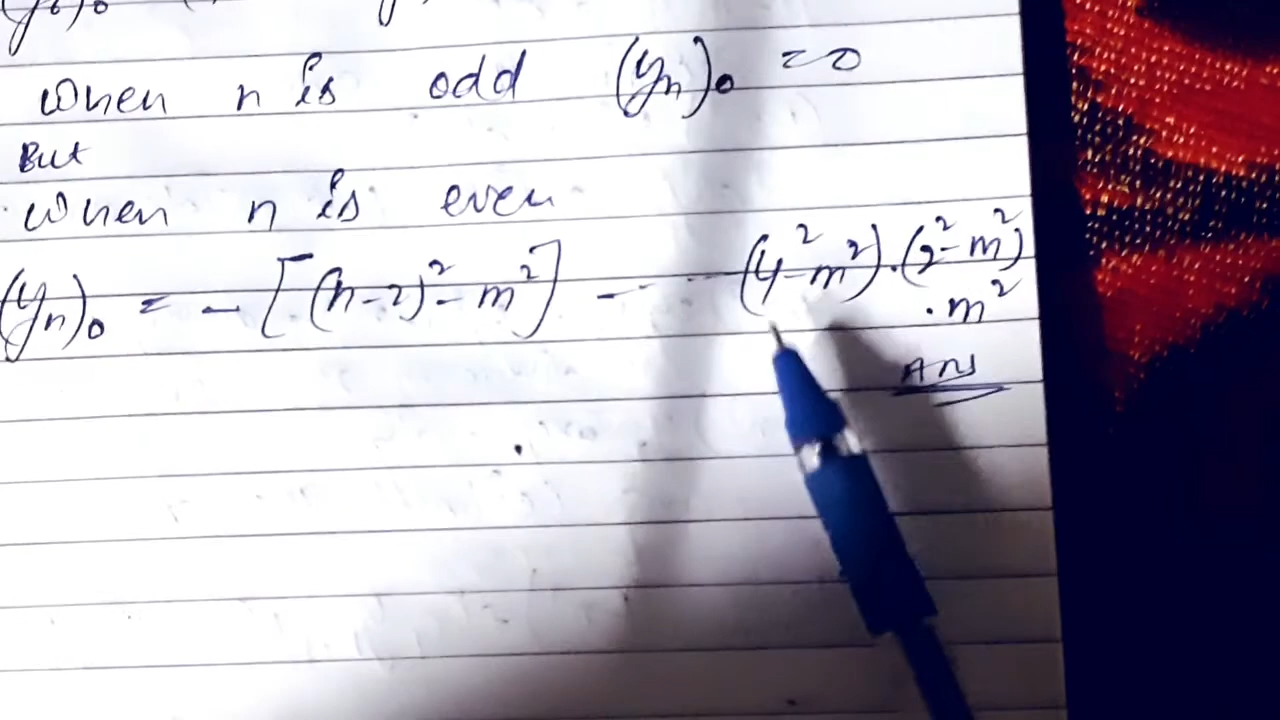 when n is odd (yn)₀ = 0
But
when n is even
(yn)₀ = - [(n-2)² - m²] - - - - (4² - m²).(2² - m²)
. m²
Ans